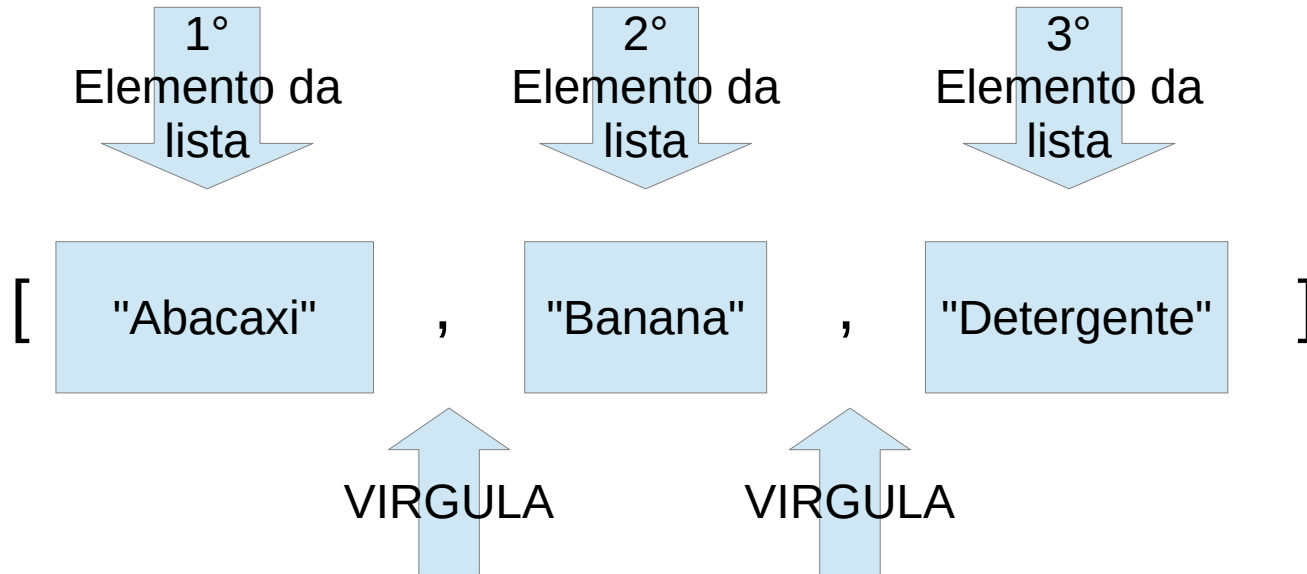 1°
Elemento da
lista
2°
Elemento da
lista
3°
Elemento da
lista
[ "Abacaxi" , "Banana" , "Detergente" ]
VIRGULA
VIRGULA